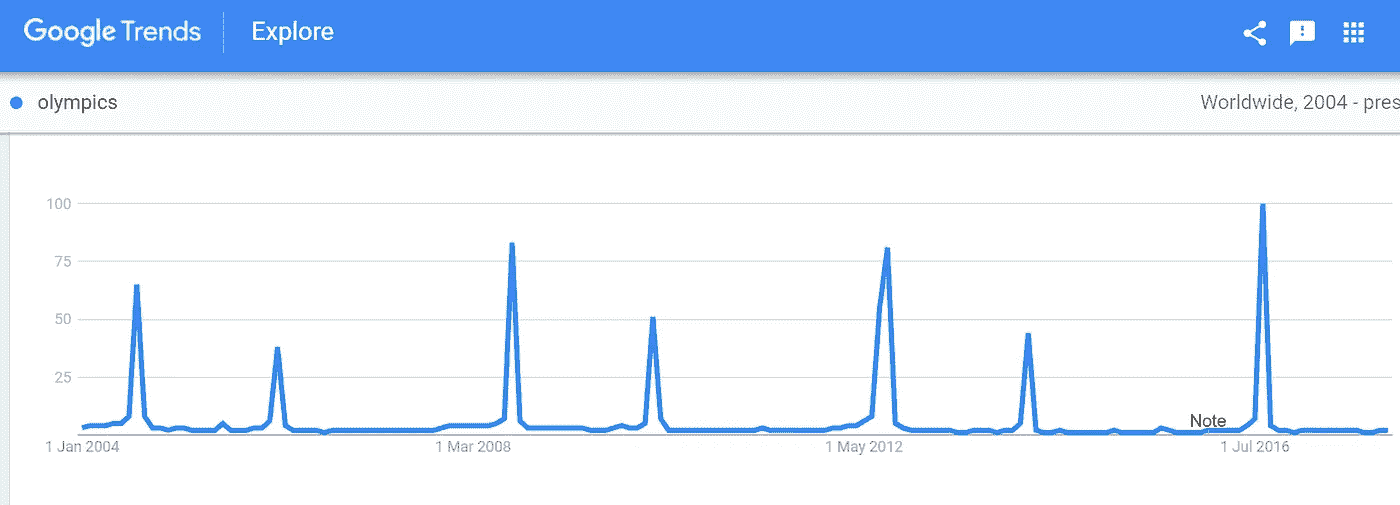 Google Trends Explore
olympics Worldwide, 2004 - pres
100
75
50
25
Note
1 Jan 2004 1 Mar 2008 1 May 2012 1 Jul 2016